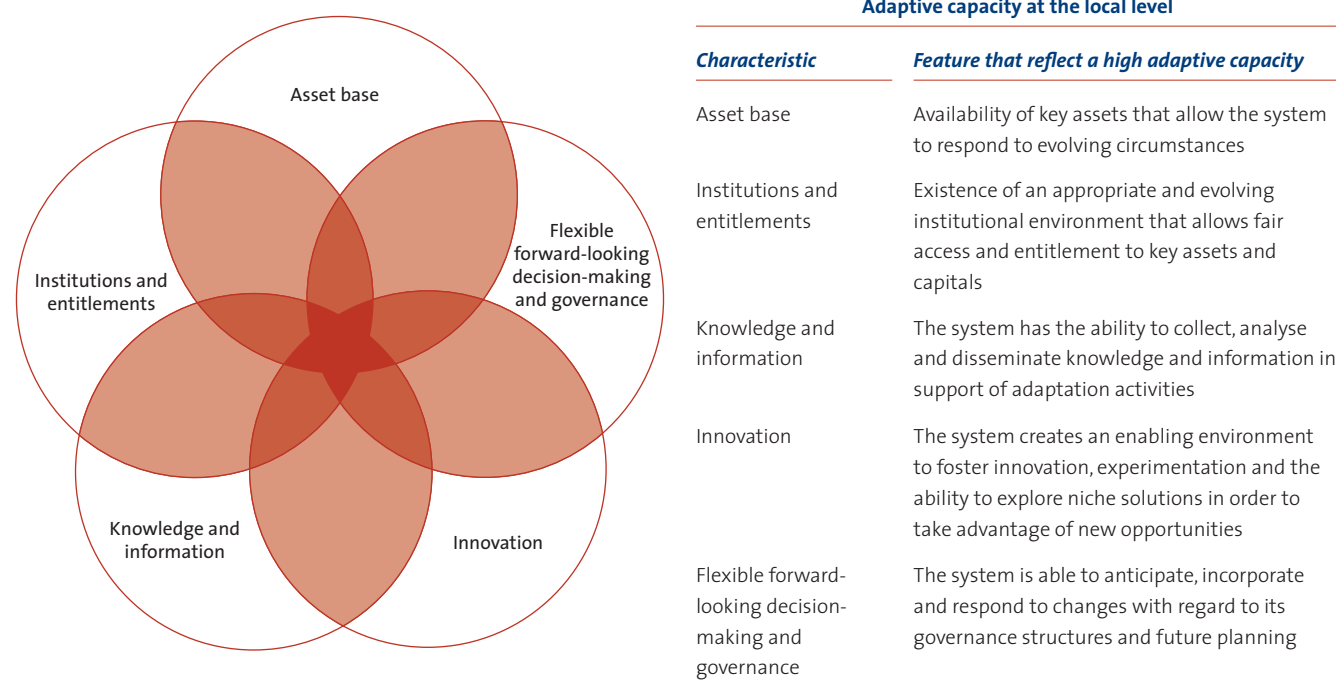 Asset base
Flexible
forward-looking
decision-making
and governance
Institutions and
entitlements
Knowledge and
information
Innovation
Adaptive capacity at the local level
Characteristic
Feature that reflect a high adaptive capacity
Asset base
Availability of key assets that allow the system
to respond to evolving circumstances
Institutions and
entitlements
Existence of an appropriate and evolving
institutional environment that allows fair
access and entitlement to key assets and
capitals
Knowledge and
information
The system has the ability to collect, analyse
and disseminate knowledge and information in
support of adaptation activities
Innovation
The system creates an enabling environment
to foster innovation, experimentation and the
ability to explore niche solutions in order to
take advantage of new opportunities
Flexible forward-
looking decision-
making and
governance
The system is able to anticipate, incorporate
and respond to changes with regard to its
governance structures and future planning